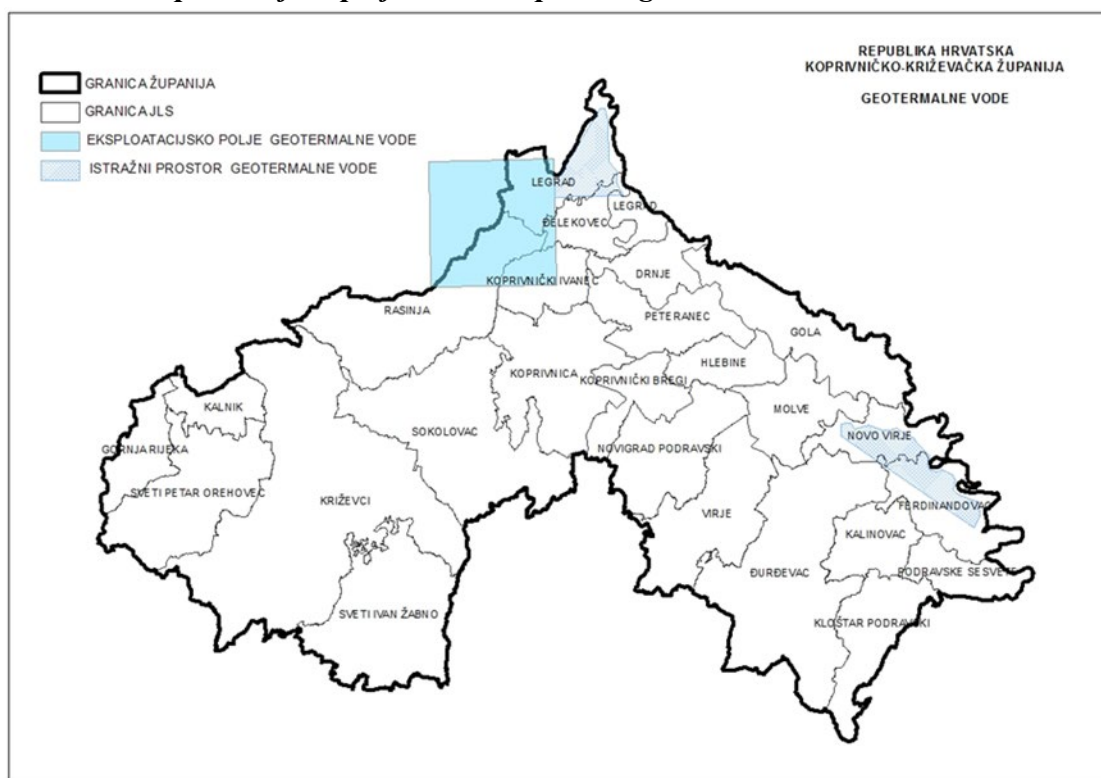 REPUBLIKA HRVATSKA
KOPRIVNIČKO-KRIŽEVAČKA ŽUPANIJA
GEOTERMALNE VODE
GRANICA ŽUPANIJA
GRANICA JLS
EKSPLOATACIJSKO POLJE GEOTERMALNE VODE
ISTRAŽNI PROSTOR GEOTERMALNE VODE
LEGRAD
LEGRAD
ĐELEKOVEC
DRNJE
KOPRIVNIČKI IVANEC
RASINJA
PETERANEC
GOLA
HLEBINE
KOPRIVNICA
KOPRIVNIČKI BREGI
KALNIK
MOLVE
SOKOLOVAC
NOVO VIRJE
GORNJA RIJEKA
NOVIGRAD PODRAVSKI
SVETI PETAR OREHOVEC
KRIŽEVCI
FERDINANDOVAC
VIRJE
KALINOVAC
ĐURĐEVAC
PODRAVSKE SESVETE
SVETI IVAN ŽABNO
KLOŠTAR PODRAVSKI